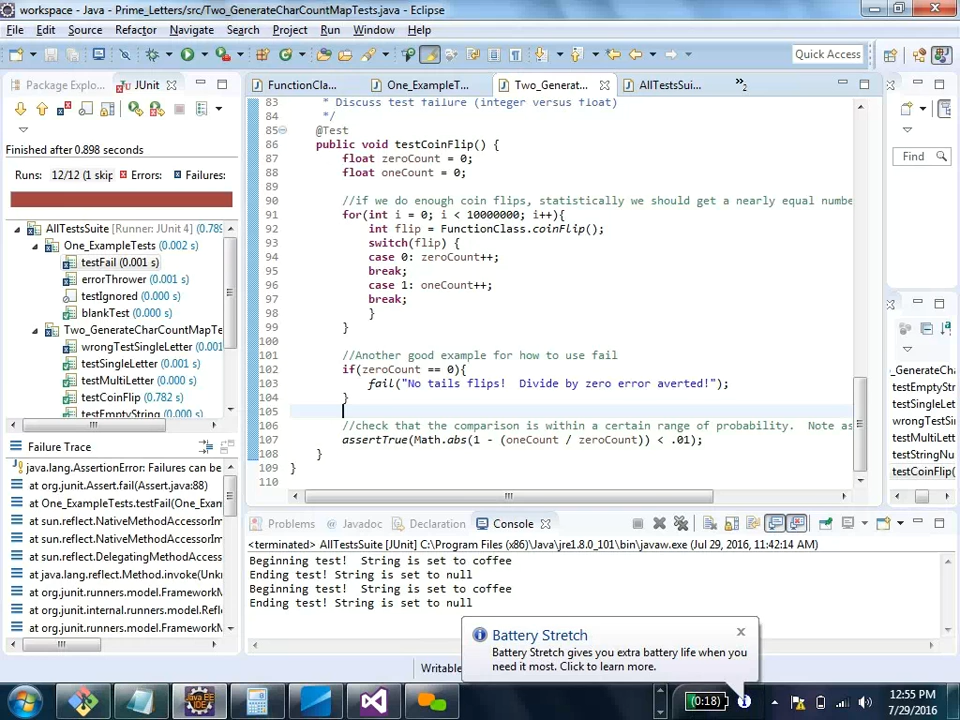 workspace - Java - Prime_Letters/src/Two_GenerateCharCountMapTests.java - Eclipse
File Edit Source Refactor Navigate Search Project Run Window Help
Quick Access
Package Explo...
JUnit
FunctionCla...
One_ExampleT...
Two_Generat...
AllTestsSui...
»2
Finished after 0.898 seconds
Runs: 12/12 (1 skip Errors: Failures:
AllTestsSuite [Runner: JUnit 4] (0.789
One_ExampleTests (0.002 s)
testFail (0.001 s)
errorThrower (0.001 s)
testIgnored (0.000 s)
blankTest (0.000 s)
Two_GenerateCharCountMapTe
wrongTestSingleLetter (0.001
testSingleLetter (0.001 s)
testMultiLetter (0.000 s)
testCoinFlip (0.782 s)
testEmptyString (0.000 s)
Failure Trace
java.lang.AssertionError: Failures can be
at org.junit.Assert.fail(Assert.java:88)
at One_ExampleTests.testFail(One_Exam
at sun.reflect.NativeMethodAccessorIm
at sun.reflect.NativeMethodAccessorIm
at sun.reflect.DelegatingMethodAccess
at java.lang.reflect.Method.invoke(Unk
at org.junit.runners.model.FrameworkM
at org.junit.internal.runners.model.Refle
at org.junit.runners.model.FrameworkM
83 * Discuss test failure (integer versus float)
84 */
85 @Test
86 public void testCoinFlip() {
87 float zeroCount = 0;
88 float oneCount = 0;
89
90 //if we do enough coin flips, statistically we should get a nearly equal numbe
91 for(int i = 0; i < 10000000; i++){
92 int flip = FunctionClass.coinFlip();
93 switch(flip) {
94 case 0: zeroCount++;
95 break;
96 case 1: oneCount++;
97 break;
98 }
99 }
100
101 //Another good example for how to use fail
102 if(zeroCount == 0){
103 fail("No tails flips!  Divide by zero error averted!");
104 }
105
106 //check that the comparison is within a certain range of probability.  Note as
107 assertTrue(Math.abs(1 - (oneCount / zeroCount)) < .01);
108 }
109 }
110
Find
_GenerateChar
testEmptyStr
testSingleLet
wrongTestSi
testMultiLet
testStringNu
testCoinFlip(
Problems
Javadoc
Declaration
Console
<terminated> AllTestsSuite [JUnit] C:\Program Files (x86)\Java\jre1.8.0_101\bin\javaw.exe (Jul 29, 2016, 11:42:14 AM)
Beginning test!  String is set to coffee
Ending test! String is set to null
Beginning test!  String is set to coffee
Ending test! String is set to null
Writable
Battery Stretch
Battery Stretch gives you extra battery life when you
need it most. Click to learn more.
Java EE
IDE
(0:18)
12:55 PM
7/29/2016